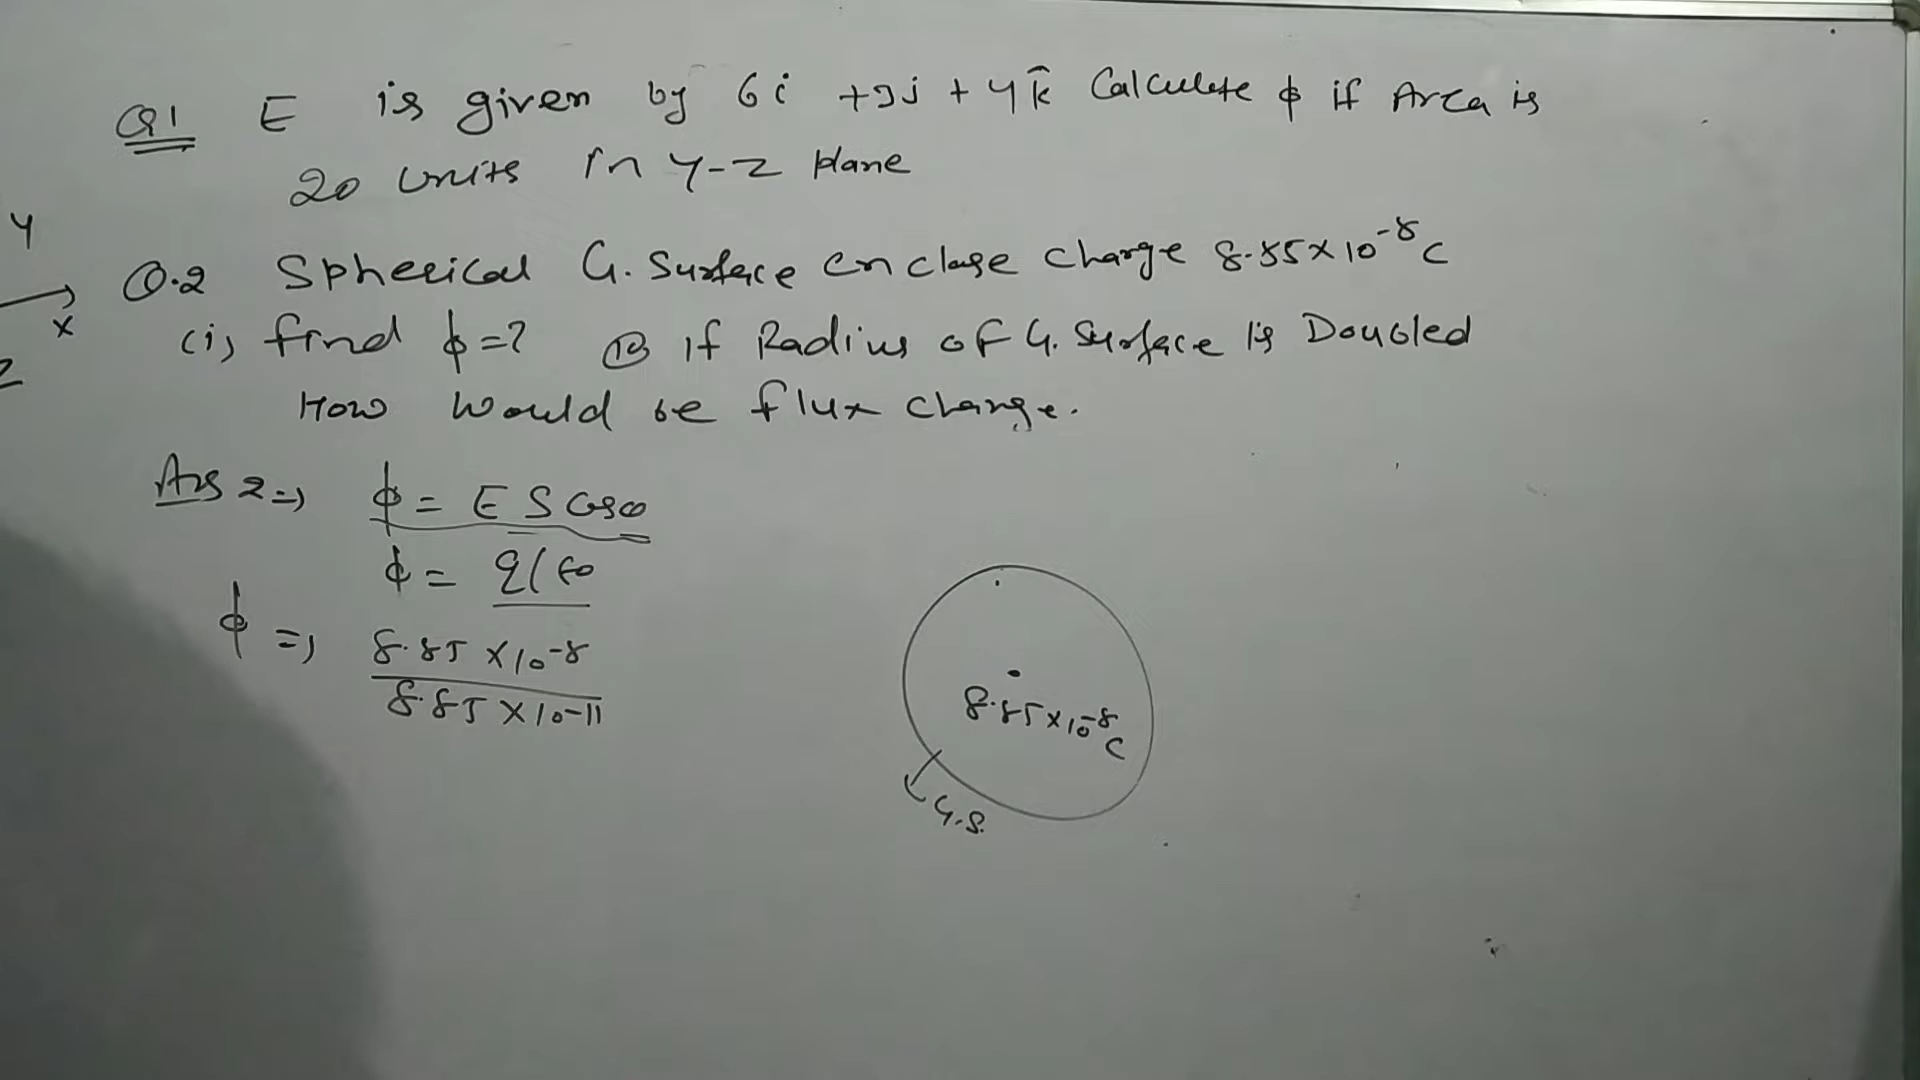 Q1 E is given by 6i + 3j + 4k̂ Calculate ϕ if Area is
20 units in Y-Z plane
Y
X
Z
Q.2 Spherical G. Surface enclose charge 8.85×10⁻⁸ C
(i) find ϕ=? if Radius of G. Surface is Doubled
How would be flux change.
Ans 2 ⇒ ϕ = E S Cosθ
ϕ = q/ε0
ϕ ⇒ 8.85 × 10-8
8.85 × 10-11
8.85×10-8
C
G.S.